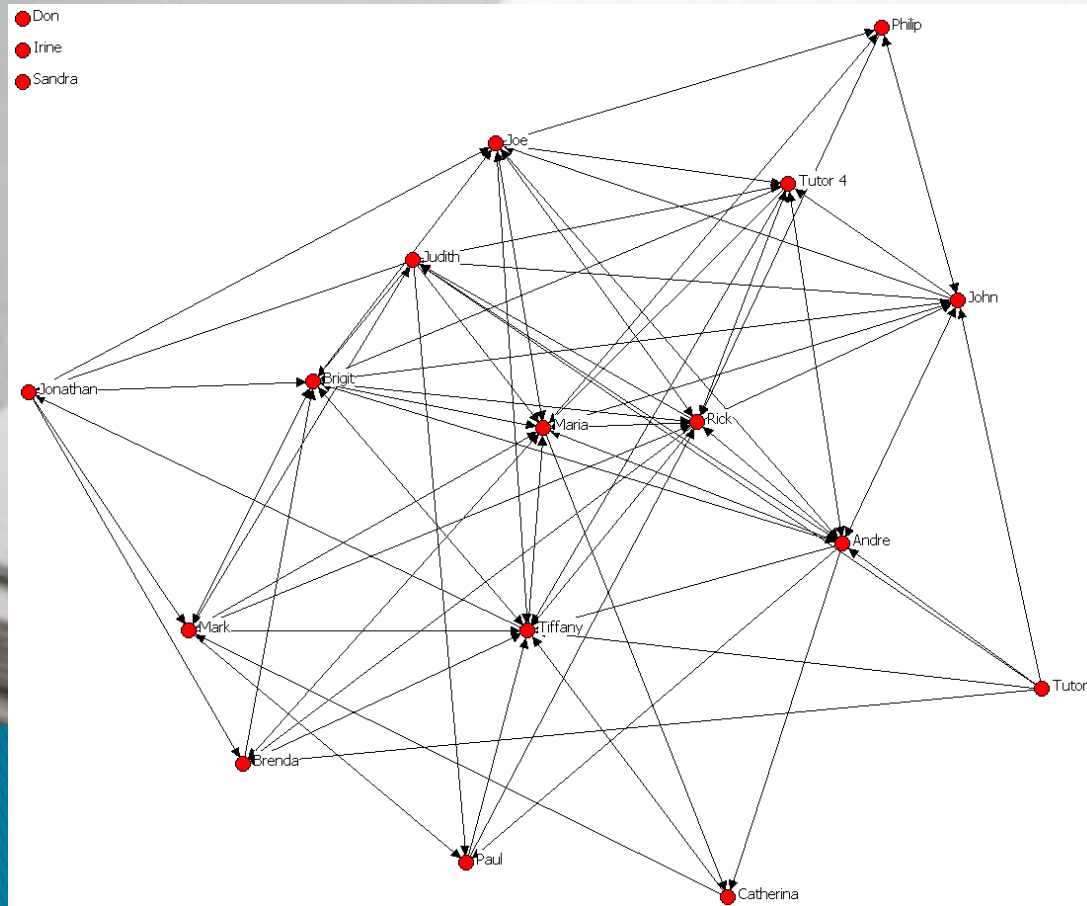 Don
Irine
Sandra
Philip
Joe
Tutor 4
Judith
John
Brigit
Jonathan
Maria
Rick
Andre
Mark
Tiffany
Tutor
Brenda
Paul
Catherina